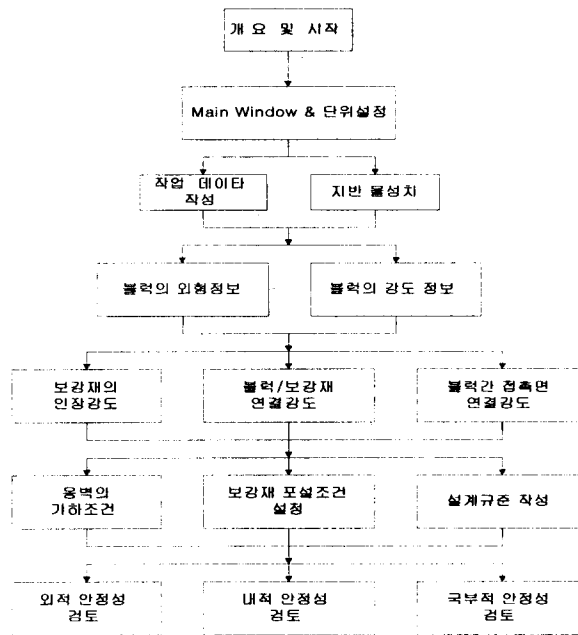 개요 및 시작
Main Window & 단위설정
작업 데이타
작성
지반 물성치
블럭의 외형정보
블럭의 강도 정보
보강재의
인장강도
블럭/보강재
연결강도
블럭간 접촉면
연결강도
옹벽의
기하조건
보강재 포설조건
설정
설계규준 작성
외적 안정성
검토
내적 안정성
검토
국부적 안정성
검토